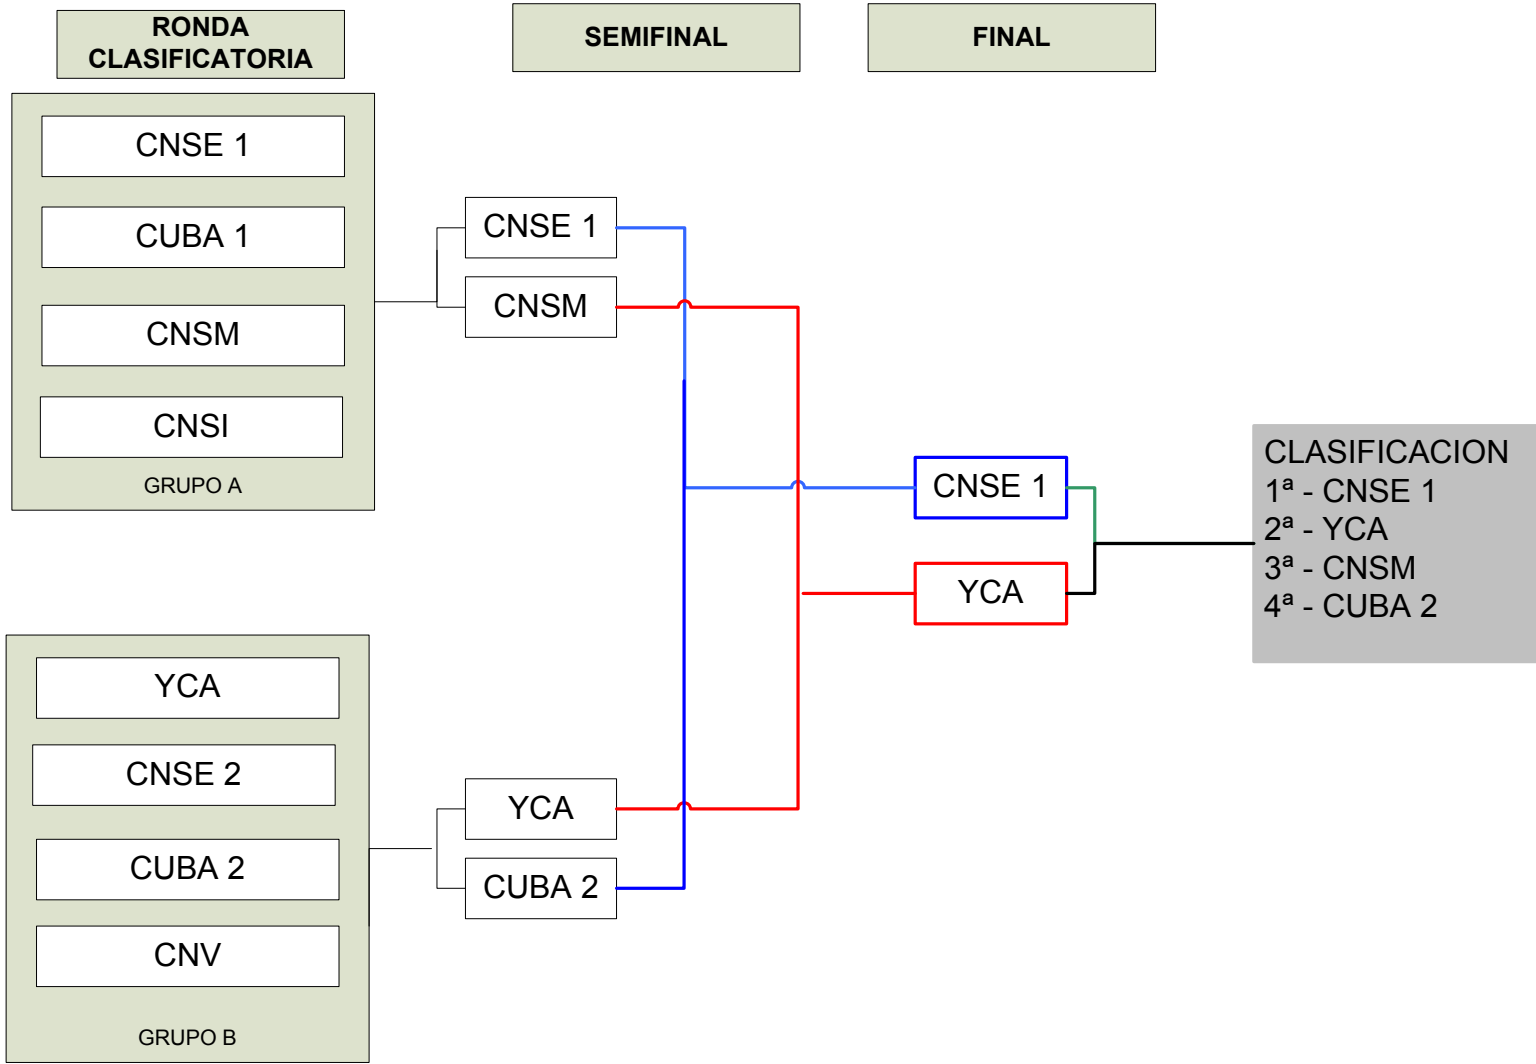 RONDA
CLASIFICATORIA
SEMIFINAL
FINAL
CNSE 1
CUBA 1
CNSM
CNSI
GRUPO A
CNSE 1
CNSM
YCA
CNSE 2
CUBA 2
CNV
GRUPO B
YCA
CUBA 2
CNSE 1
YCA
CLASIFICACION
1ª - CNSE 1
2ª - YCA
3ª - CNSM
4ª - CUBA 2